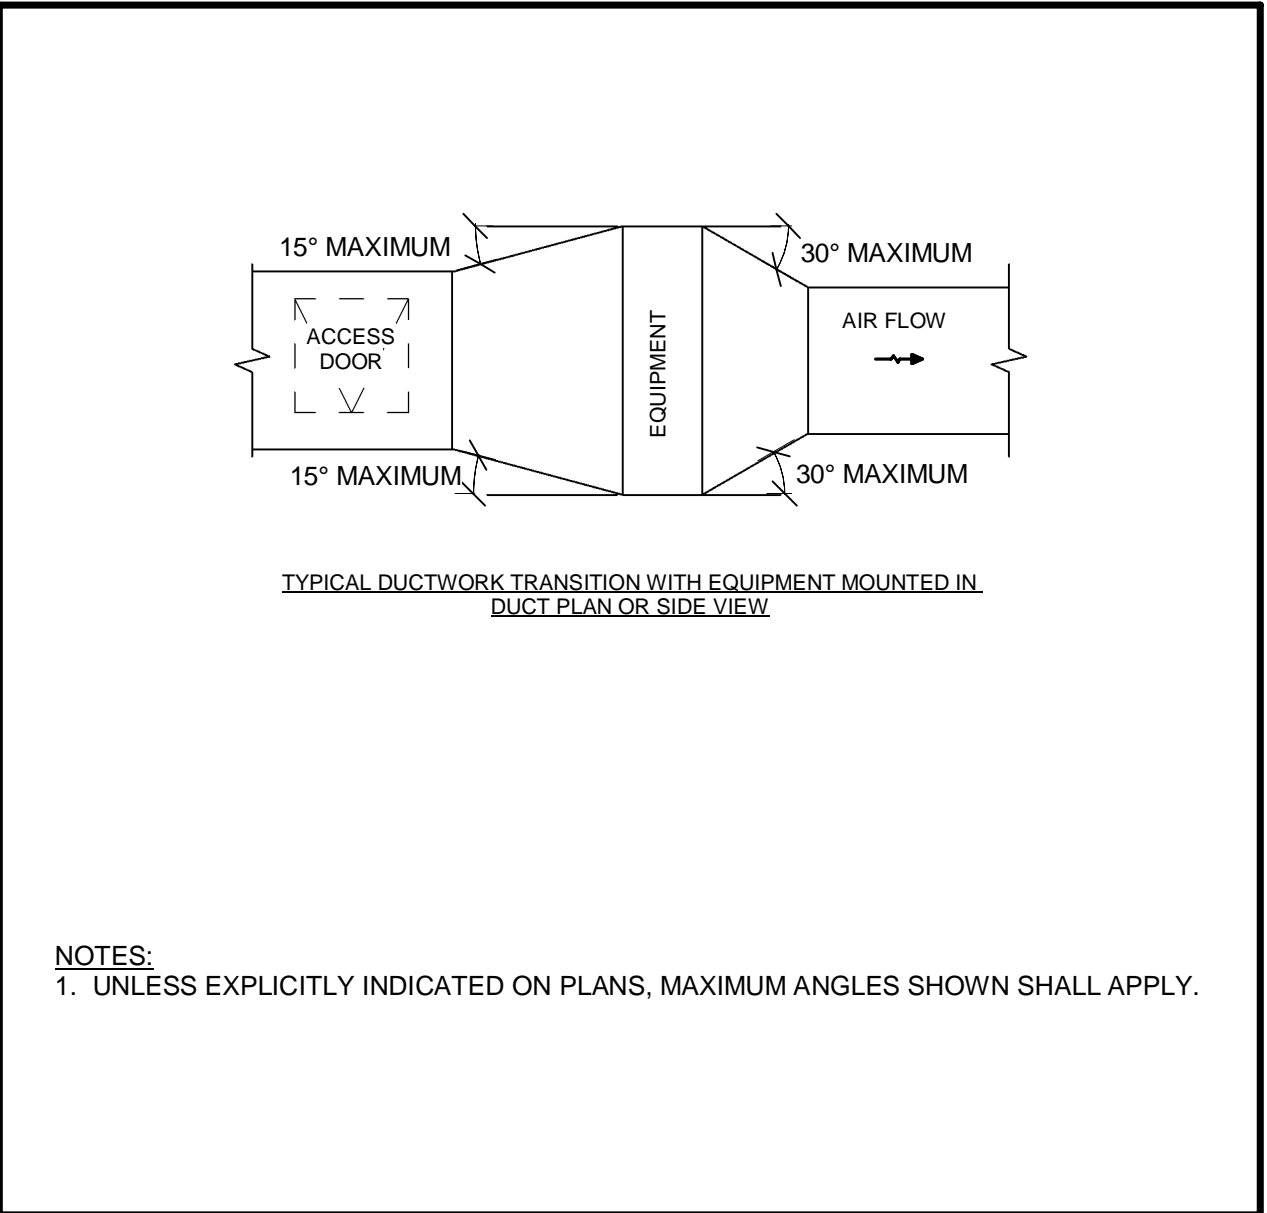 15° MAXIMUM
30° MAXIMUM
ACCESS
DOOR
EQUIPMENT
AIR FLOW
15° MAXIMUM
30° MAXIMUM
TYPICAL DUCTWORK TRANSITION WITH EQUIPMENT MOUNTED IN
DUCT PLAN OR SIDE VIEW
NOTES:
1. UNLESS EXPLICITLY INDICATED ON PLANS, MAXIMUM ANGLES SHOWN SHALL APPLY.